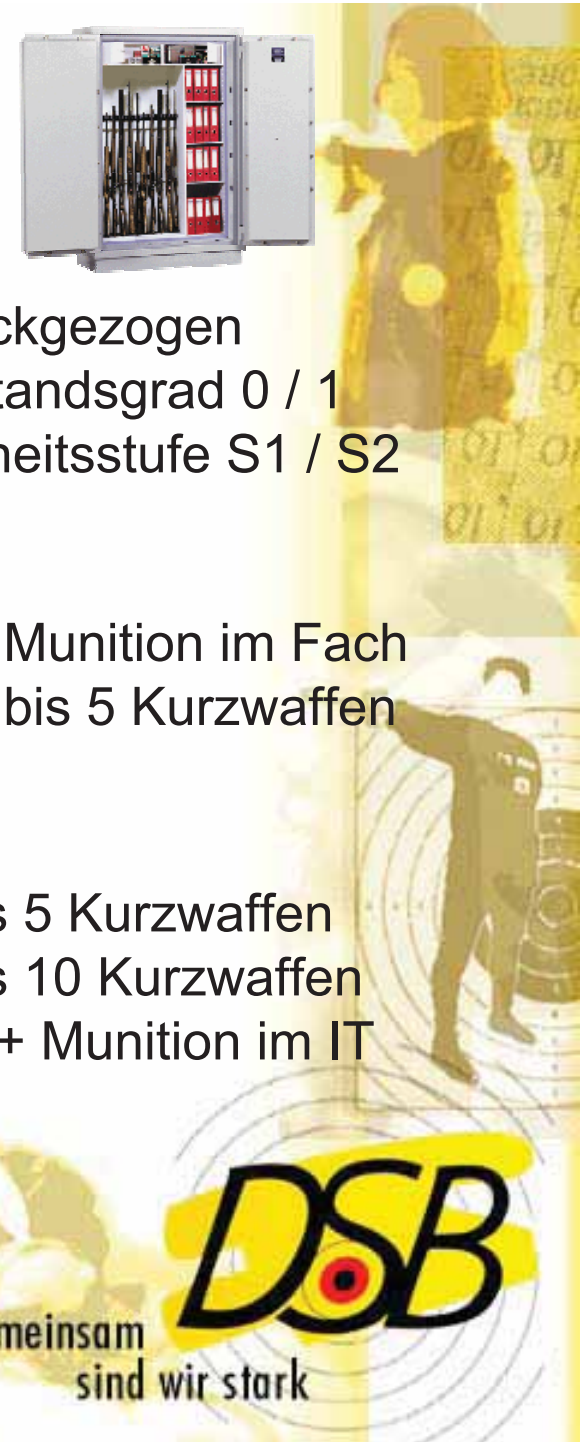 ckgezogen
tandsgrad 0 / 1
heitsstufe S1 / S2
Munition im Fach
bis 5 Kurzwaffen
s 5 Kurzwaffen
s 10 Kurzwaffen
+ Munition im IT
DSB
meinsam
sind wir stark